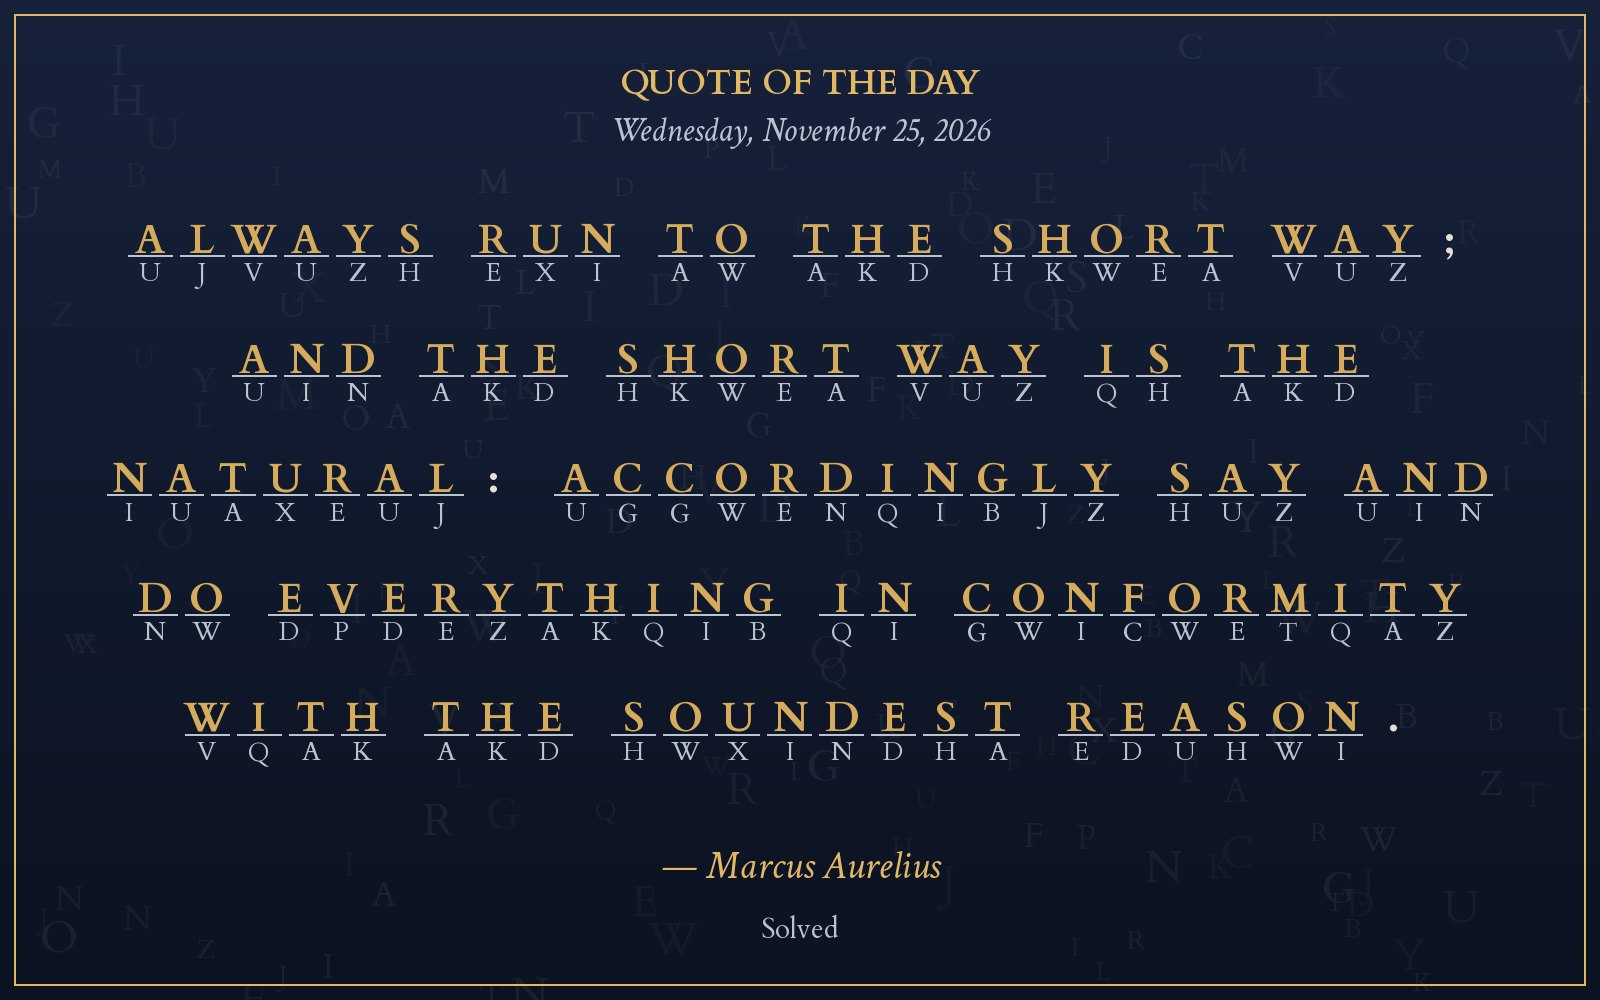 QUOTE OF THE DAY
Wednesday, November 25, 2026
ALWAYS RUN TO THE SHORT WAY;
UJVUZH EXI AW AKD HKWEA VUZ
AND THE SHORT WAY IS THE
UIN AKD HKWEA VUZ QH AKD
NATURAL: ACCORDINGLY SAY AND
IUAXEUJ UGGWENQIBJZ HUZ UIN
DO EVERYTHING IN CONFORMITY
NW DPDEZAKQIB QI GWICWETQAZ
WITH THE SOUNDEST REASON.
VQAK AKD HWXINDHA EDUHWI
— Marcus Aurelius
Solved